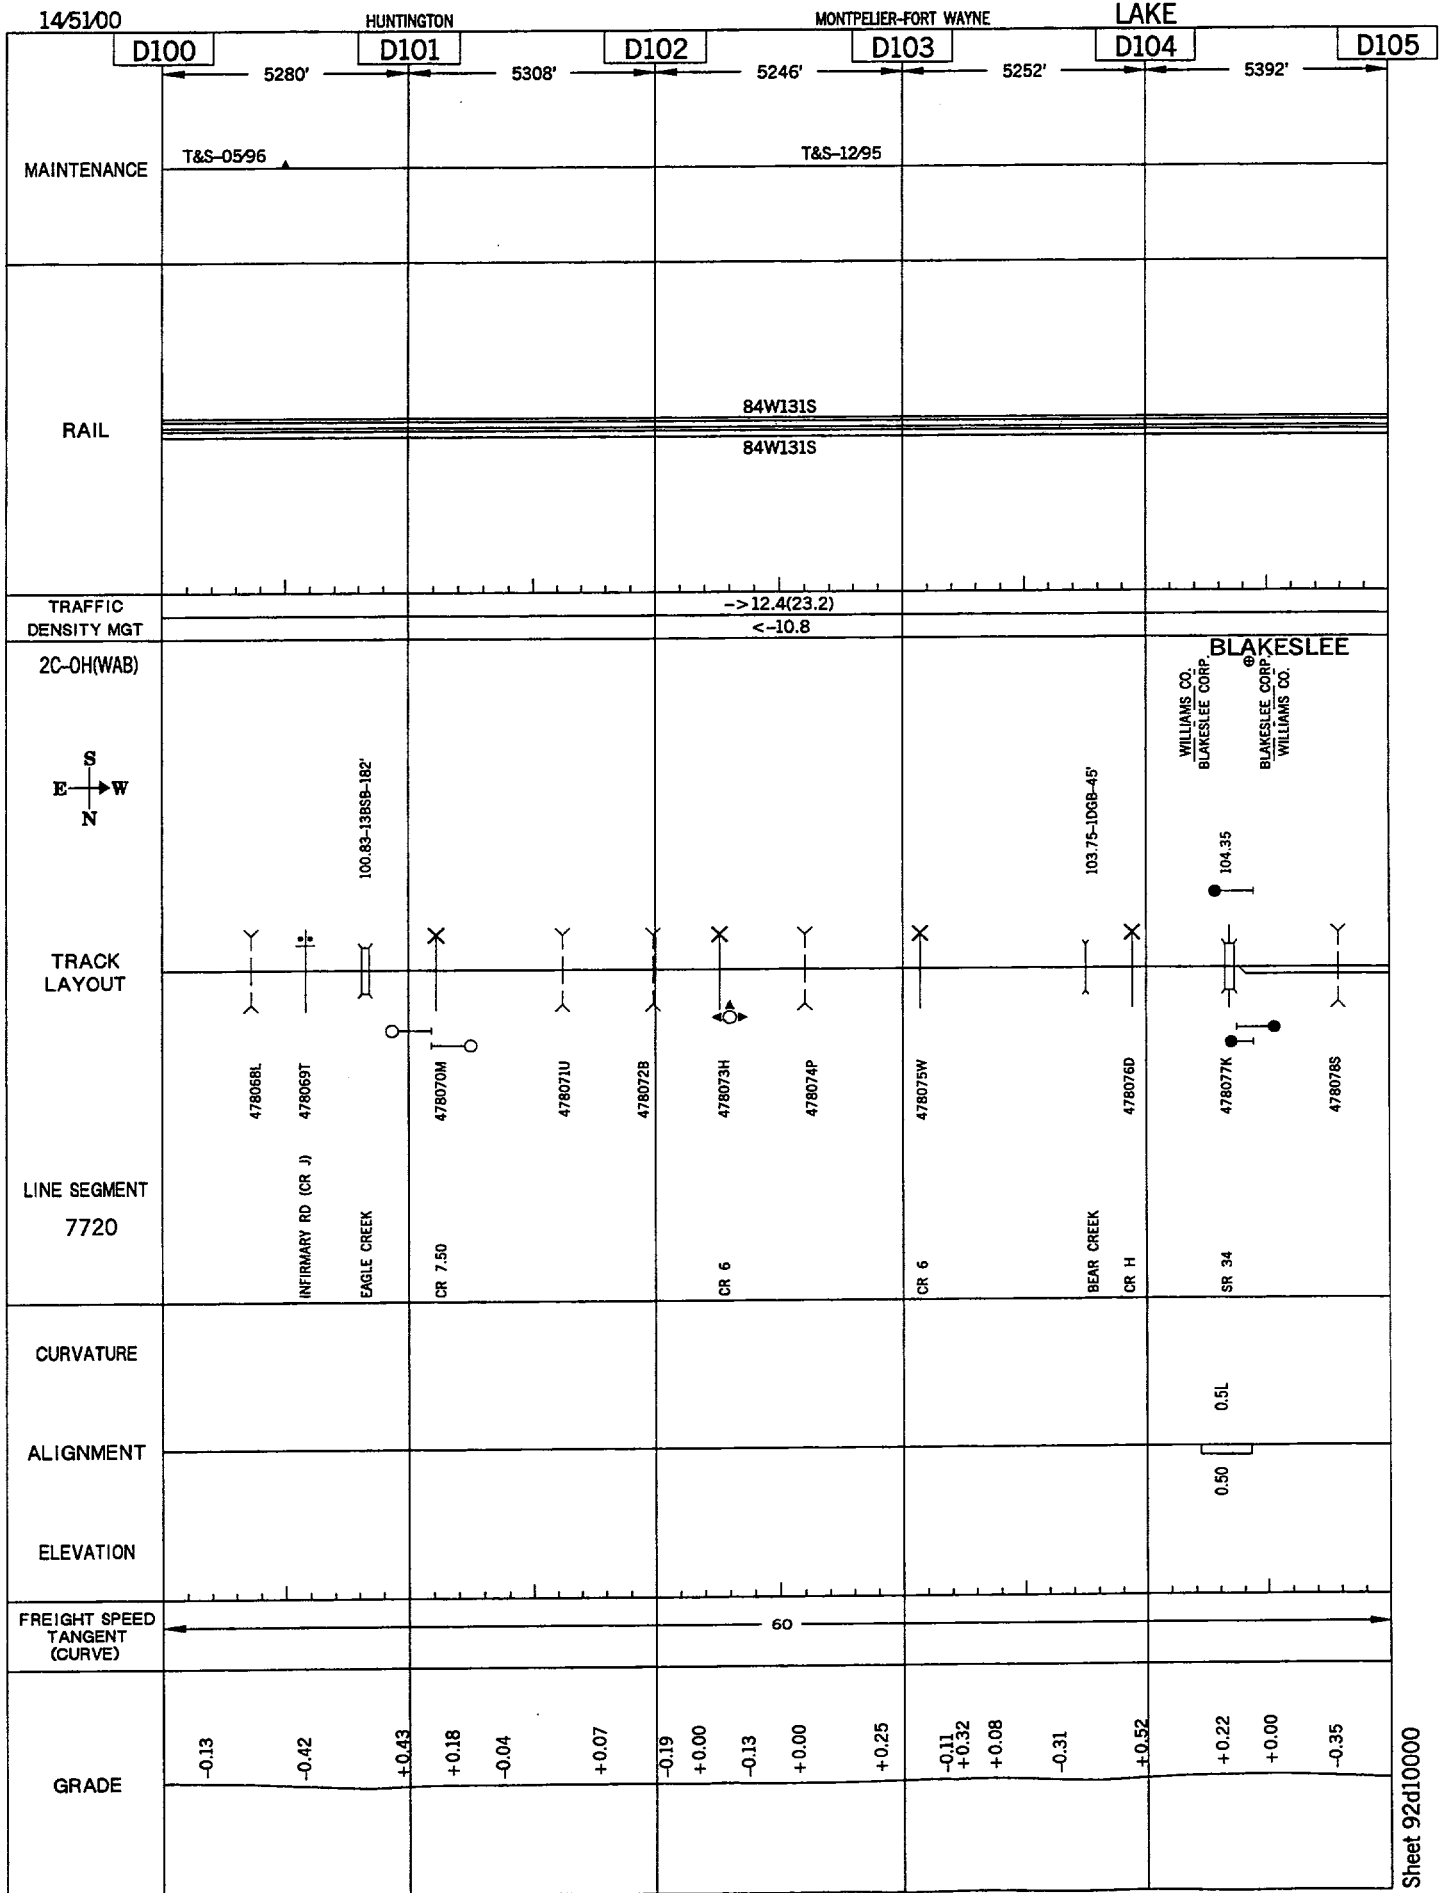 14/51/00 HUNTINGTON MONTPELIER-FORT WAYNE LAKE
D100 D101 D102 D103 D104 D105
5280' 5308' 5246' 5252' 5392'
MAINTENANCE
T&S-05/96 T&S-12/95
RAIL
84W131S
84W131S
TRAFFIC
DENSITY MGT
->12.4(23.2)
<-10.8
2C-OH(WAB)
BLAKESLEE
WILLIAMS CO.
BLAKESLEE CORP.
BLAKESLEE CORP.
WILLIAMS CO.
S
E W
N
100.83-13BSB-182'
103.75-1DGB-45'
104.35
TRACK
LAYOUT
478068L
478069T
478070M
478071U
478072B
478073H
478074P
478075W
478076D
478077K
478078S
LINE SEGMENT
7720
INFIRMARY RD (CR J)
EAGLE CREEK
CR 7.50
CR 6
CR 6
BEAR CREEK
CR H
SR 34
CURVATURE
0.5L
ALIGNMENT
0.50
ELEVATION
FREIGHT SPEED
TANGENT
(CURVE)
60
GRADE
-0.13
-0.42
+0.43
+0.18
-0.04
+0.07
-0.19
+0.00
-0.13
+0.00
+0.25
-0.11
+0.32
+0.08
-0.31
+0.52
+0.22
+0.00
-0.35
Sheet 92d10000